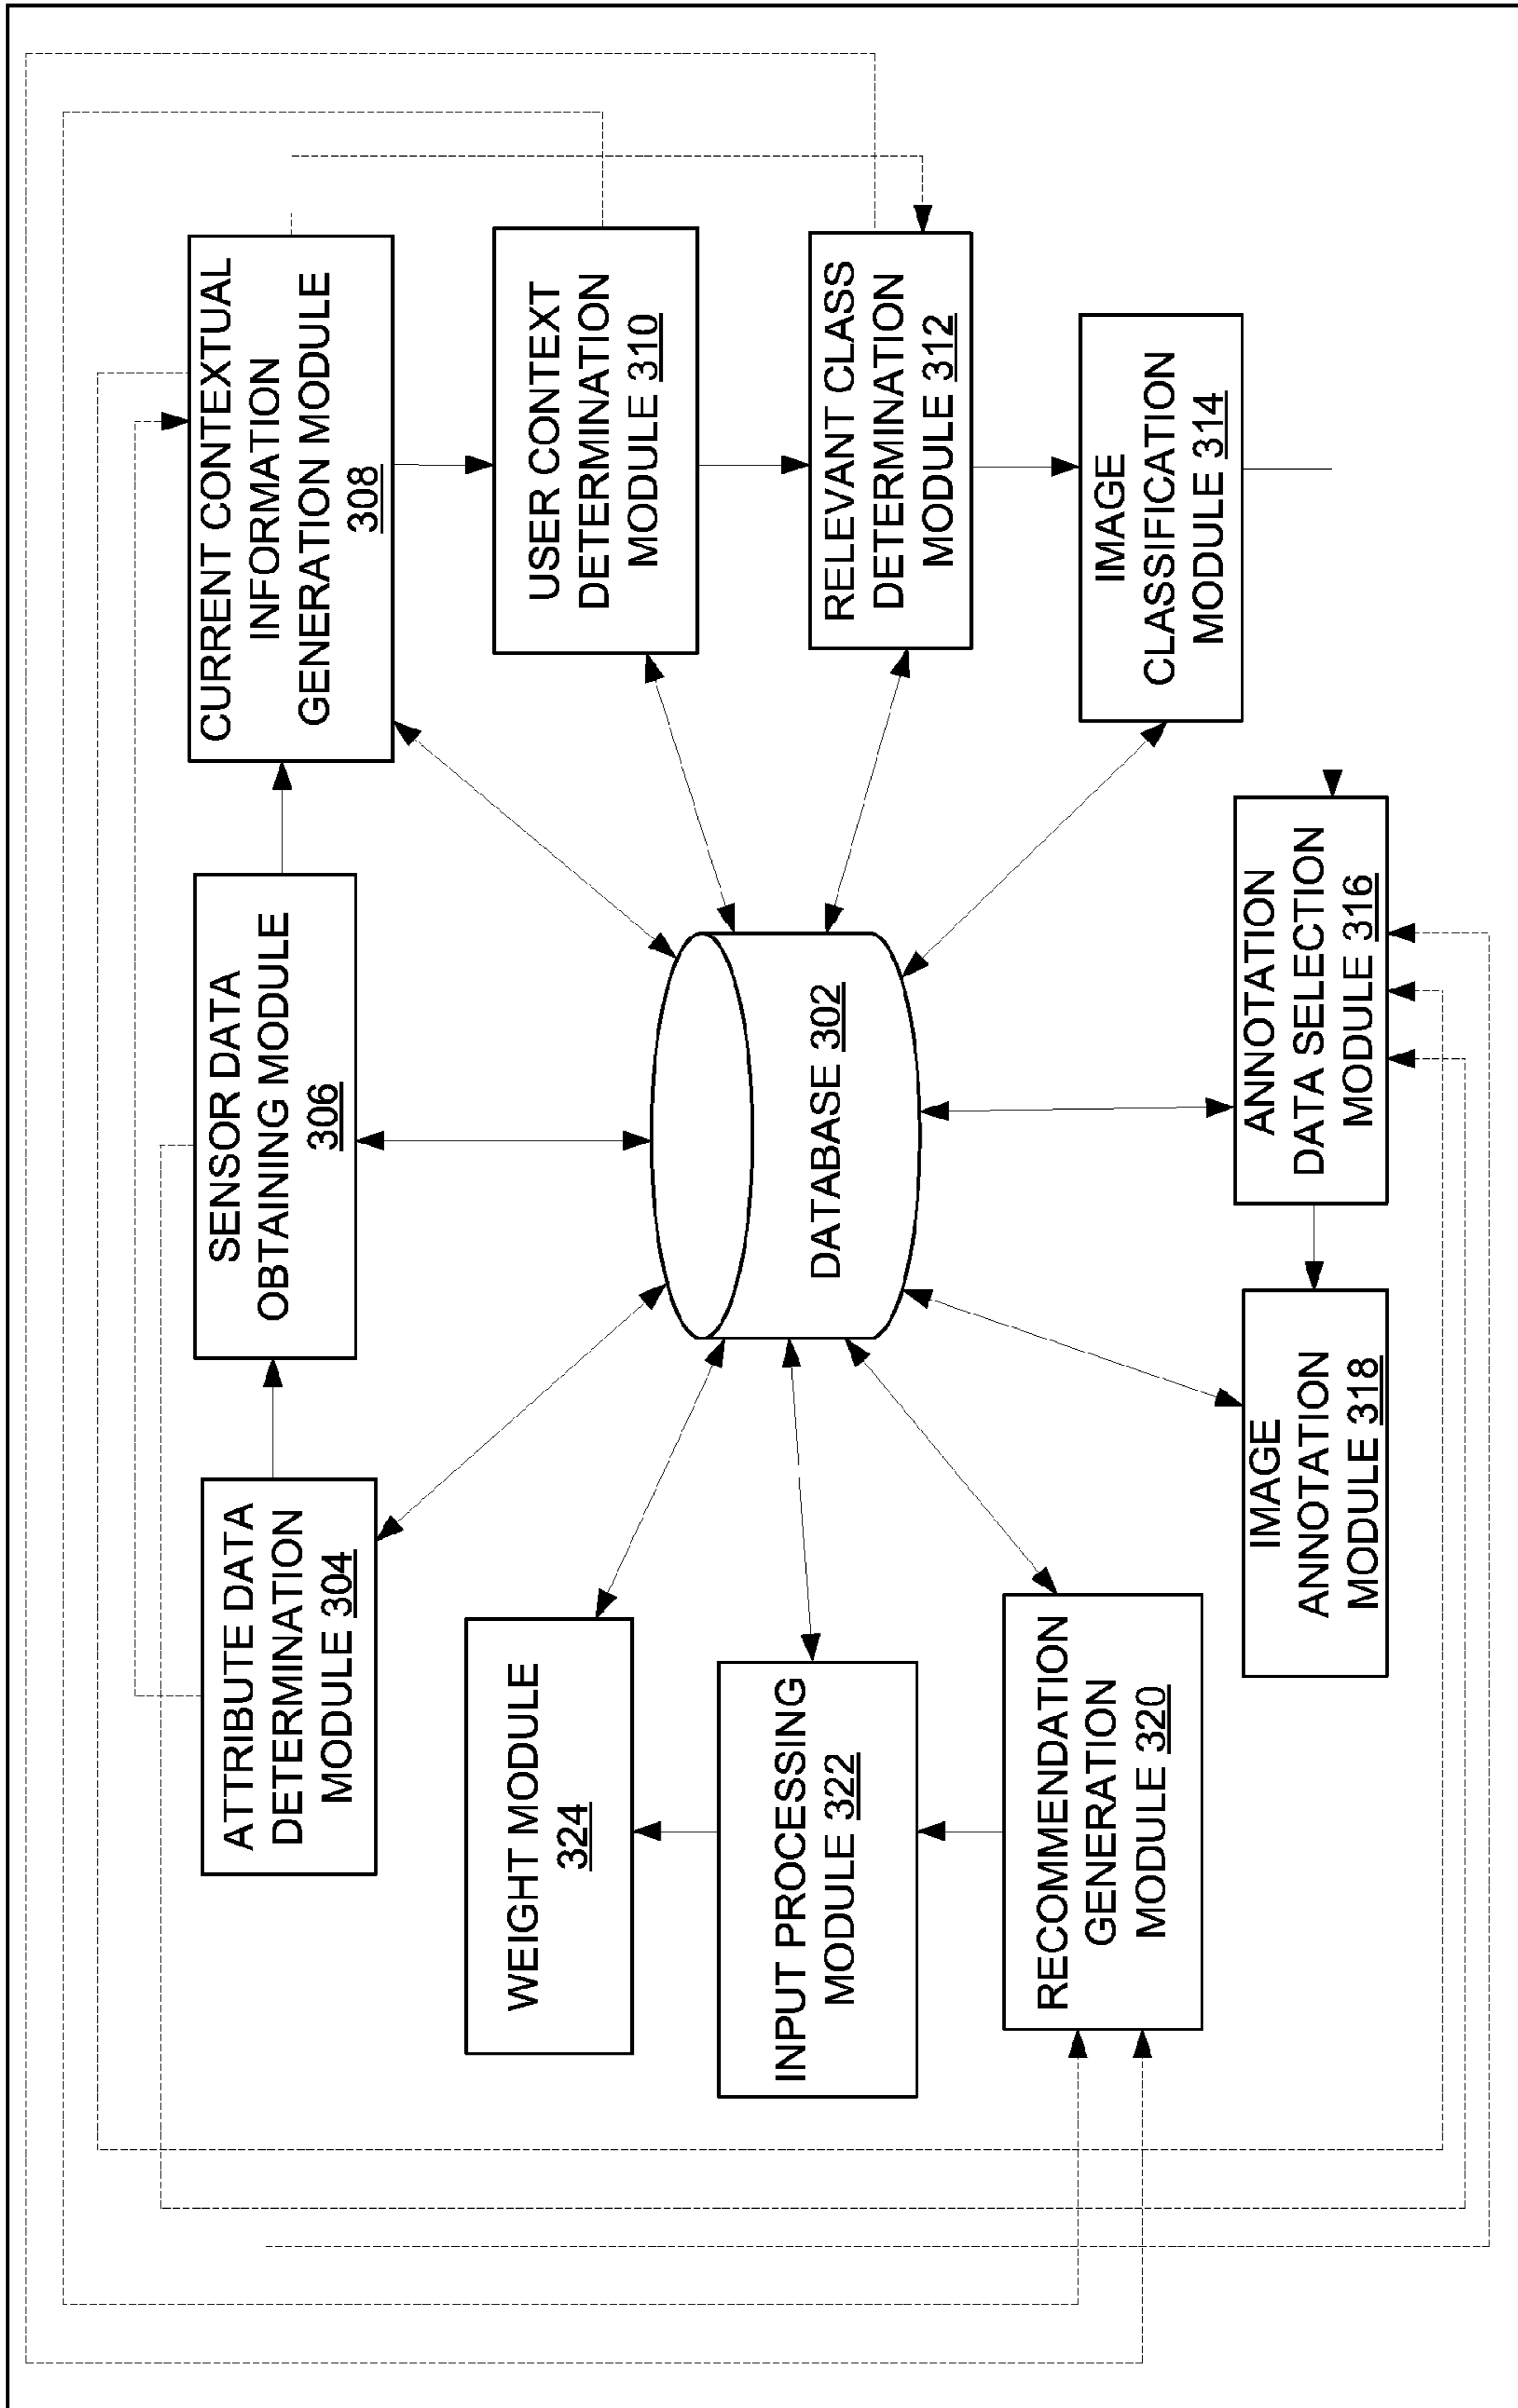 ATTRIBUTE DATA
DETERMINATION
MODULE 304
SENSOR DATA
OBTAINING MODULE
306
CURRENT CONTEXTUAL
INFORMATION
GENERATION MODULE
308
USER CONTEXT
DETERMINATION
MODULE 310
RELEVANT CLASS
DETERMINATION
MODULE 312
IMAGE
CLASSIFICATION
MODULE 314
ANNOTATION
DATA SELECTION
MODULE 316
IMAGE
ANNOTATION
MODULE 318
RECOMMENDATION
GENERATION
MODULE 320
INPUT PROCESSING
MODULE 322
WEIGHT MODULE
324
DATABASE 302